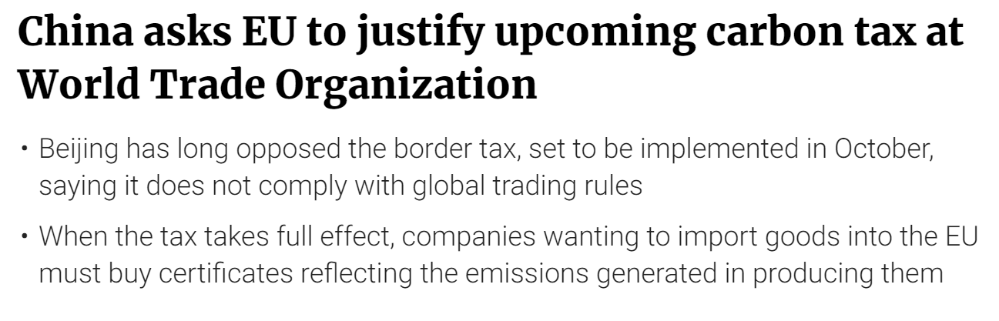 China asks EU to justify upcoming carbon tax at
World Trade Organization
• Beijing has long opposed the border tax, set to be implemented in October,
saying it does not comply with global trading rules
• When the tax takes full effect, companies wanting to import goods into the EU
must buy certificates reflecting the emissions generated in producing them